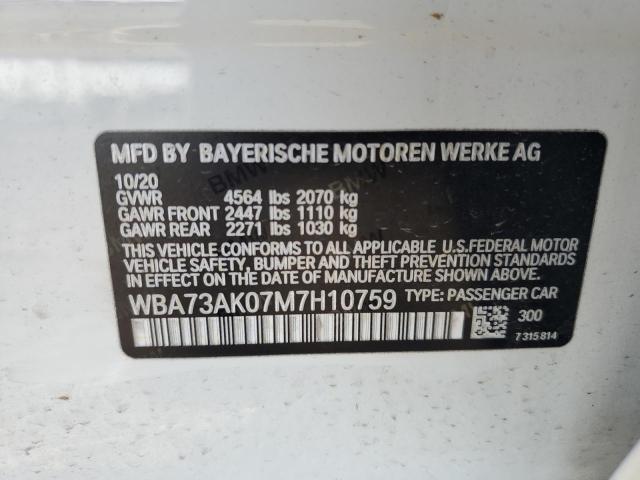 MFD BY BAYERISCHE MOTOREN WERKE AG
10/20
GVWR 4564 lbs 2070 kg
GAWR FRONT 2447 lbs 1110 kg
GAWR REAR 2271 lbs 1030 kg
THIS VEHICLE CONFORMS TO ALL APPLICABLE U.S.FEDERAL MOTOR
VEHICLE SAFETY, BUMPER AND THEFT PREVENTION STANDARDS
IN EFFECT ON THE DATE OF MANUFACTURE SHOWN ABOVE.
WBA73AK07M7H10759 TYPE: PASSENGER CAR
300
7315814